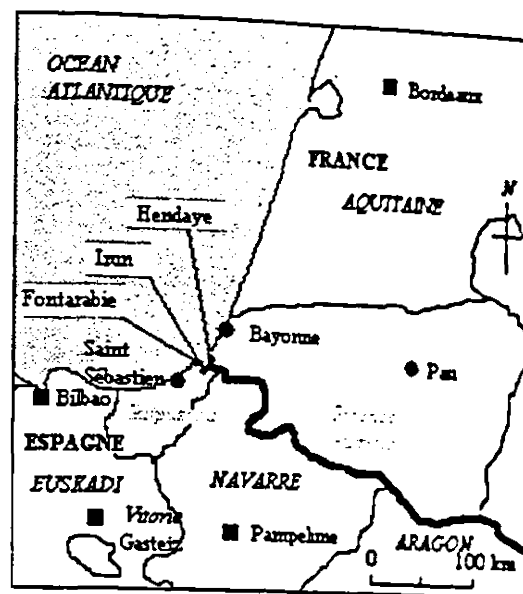 OCEAN
ATLANTIQUE
Bordeaux
FRANCE
AQUITAINE
N
Hendaye
Irun
Fontarabie
Bayonne
Saint
Sébastien
Pau
Bilbao
ESPAGNE
EUSKADI
NAVARRE
Vitoria
Gasteiz
Pampelune
ARAGON
0 100 km